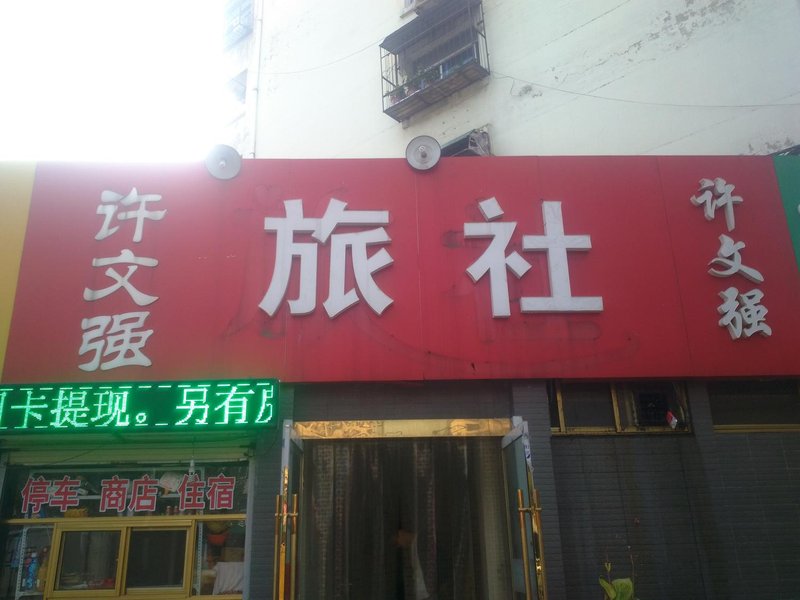 许文强
旅社
许文强
卡提现。另有房
停车 商店 住宿